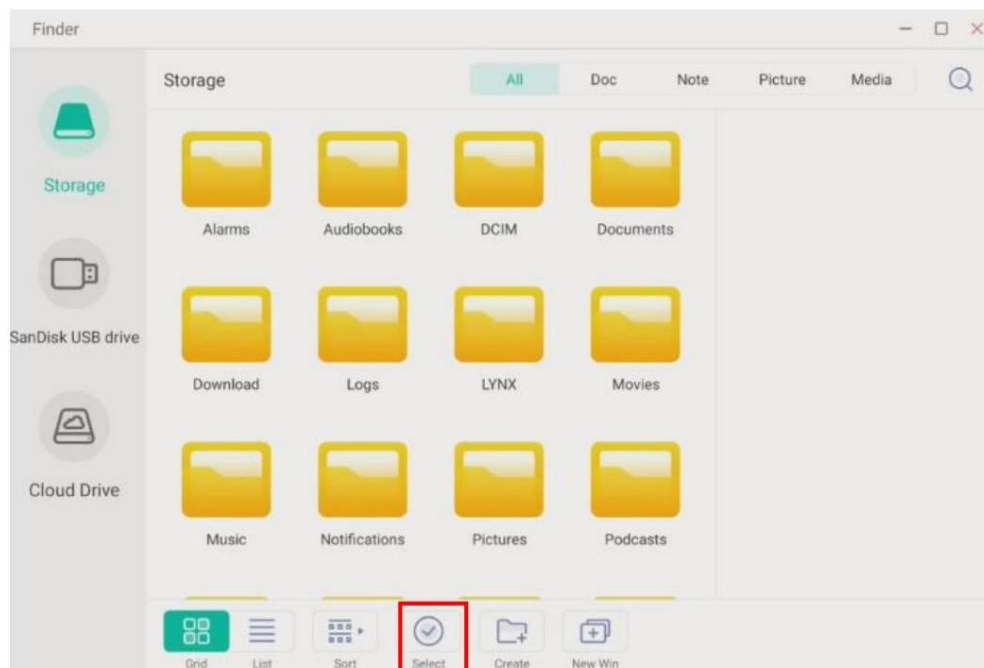 Finder
Storage
All Doc Note Picture Media
Storage
SanDisk USB drive
Cloud Drive
Alarms Audiobooks DCIM Documents
Download Logs LYNX Movies
Music Notifications Pictures Podcasts
Grid List Sort Select Create New Win